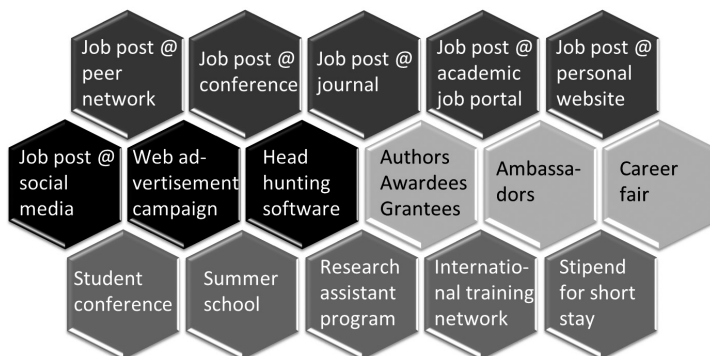 Job post @
peer
network
Job post @
conference
Job post @
journal
Job post @
academic
job portal
Job post @
personal
website
Job post @
social
media
Web ad-
vertisement
campaign
Head
hunting
software
Authors
Awardees
Grantees
Ambassa-
dors
Career
fair
Student
conference
Summer
school
Research
assistant
program
Internatio-
nal training
network
Stipend
for short
stay